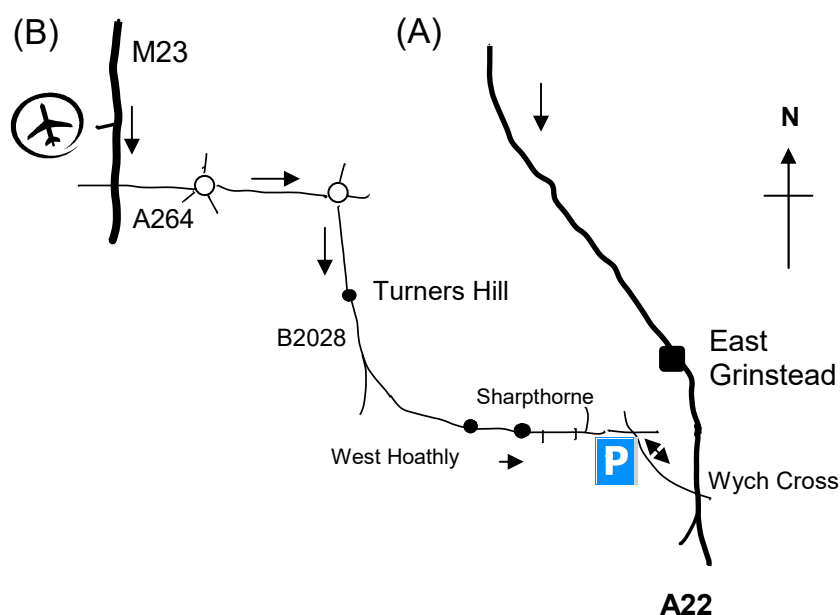 (B)
(A)
M23
N
A264
Turners Hill
B2028
East
Grinstead
Sharpthorne
West Hoathly
P
Wych Cross
A22